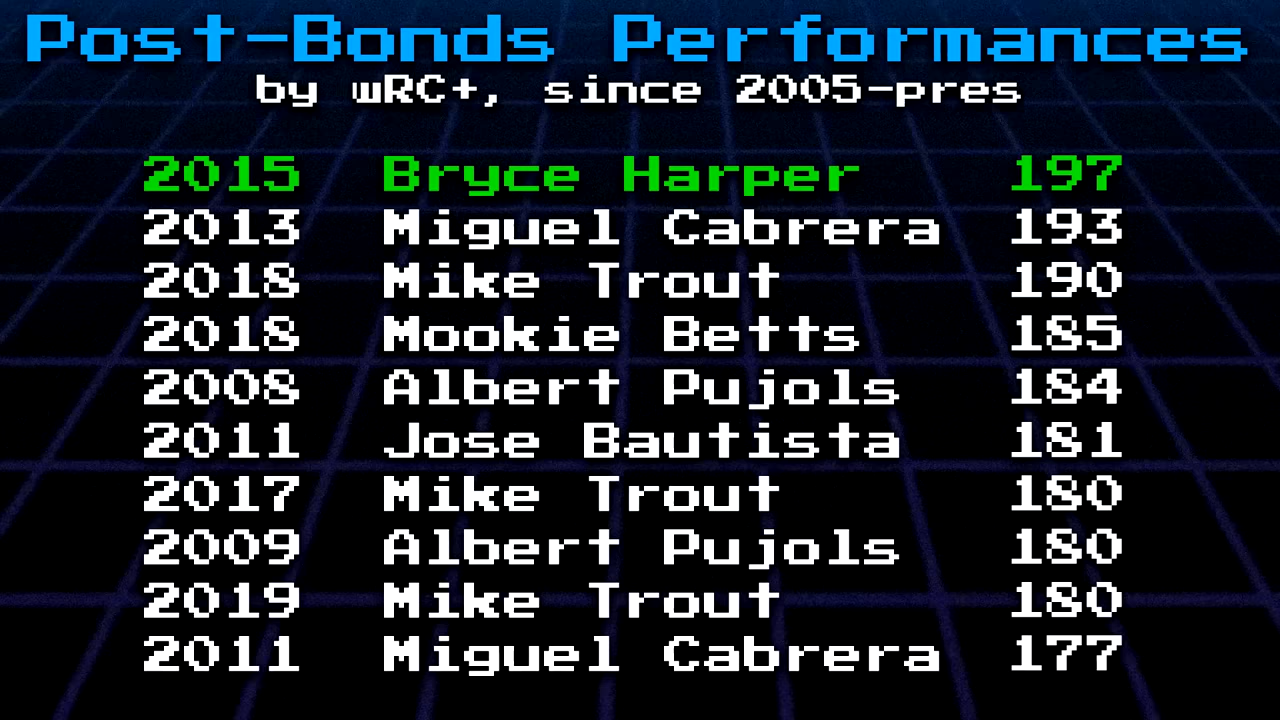 Post-Bonds Performances
by wRC+, since 2005-pres
2015 Bryce Harper 197
2013 Miguel Cabrera 193
2018 Mike Trout 190
2018 Mookie Betts 185
2008 Albert Pujols 184
2011 Jose Bautista 181
2017 Mike Trout 180
2009 Albert Pujols 180
2019 Mike Trout 180
2011 Miguel Cabrera 177